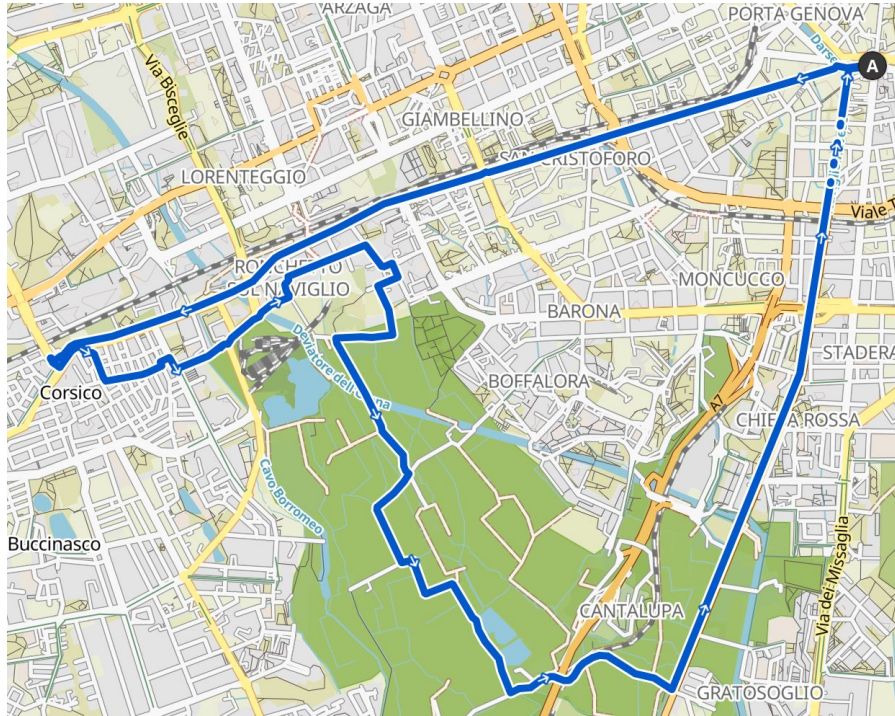 ARZAGA
PORTA GENOVA
A
Via Bisceglie
GIAMBELLINO
LORENTEGGIO
SAN CRISTOFORO
Viale T
RONCHETTO
SUL NAVIGLIO
MONCUCCO
BARONA
Deviatore dell'Olona
STADERA
BOFFALORA
Corsico
A7
CHIESA ROSSA
Cavo Borromeo
Buccinasco
Via dei Missaglia
CANTALUPA
GRATOSOGLIO